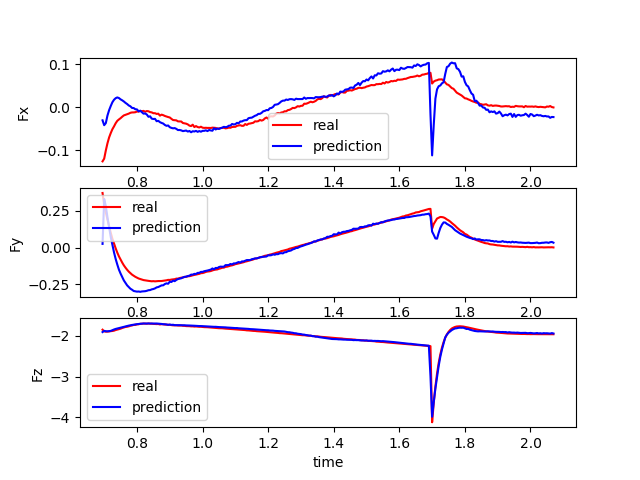 0.1
0.0
−0.1
Fx
real
prediction
0.8 1.0 1.2 1.4 1.6 1.8 2.0
0.25
0.00
−0.25
Fy
real
prediction
0.8 1.0 1.2 1.4 1.6 1.8 2.0
−2
−3
−4
Fz
real
prediction
0.8 1.0 1.2 1.4 1.6 1.8 2.0
time